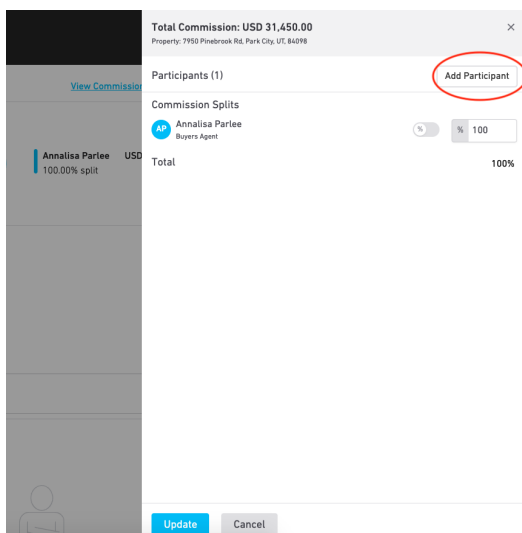 Total Commission: USD 31,450.00
Property: 7950 Pinebrook Rd, Park City, UT, 84098
Participants (1)
Add Participant
View Commission
Commission Splits
AP
Annalisa Parlee
Buyers Agent
%
% 100
Annalisa Parlee USD
100.00% split
Total
100%
Update
Cancel